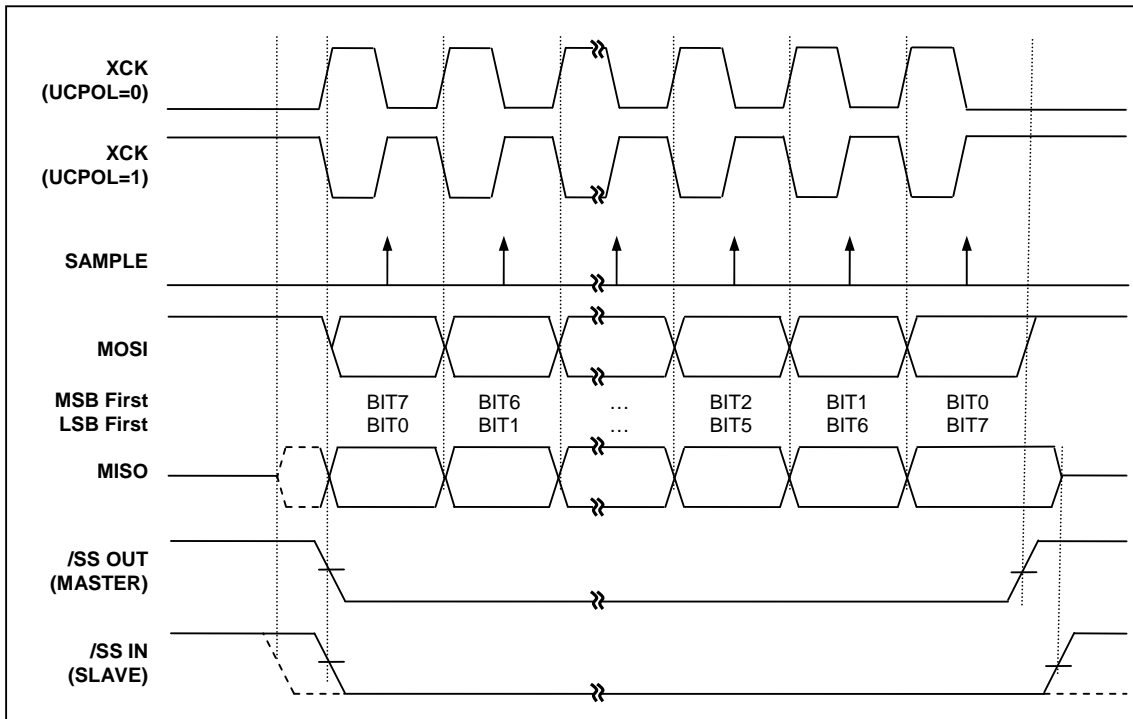 XCK
(UCPOL=0)
XCK
(UCPOL=1)
SAMPLE
MOSI
MSB First BIT7 BIT6 … BIT2 BIT1 BIT0
LSB First BIT0 BIT1 … BIT5 BIT6 BIT7
MISO
/SS OUT
(MASTER)
/SS IN
(SLAVE)